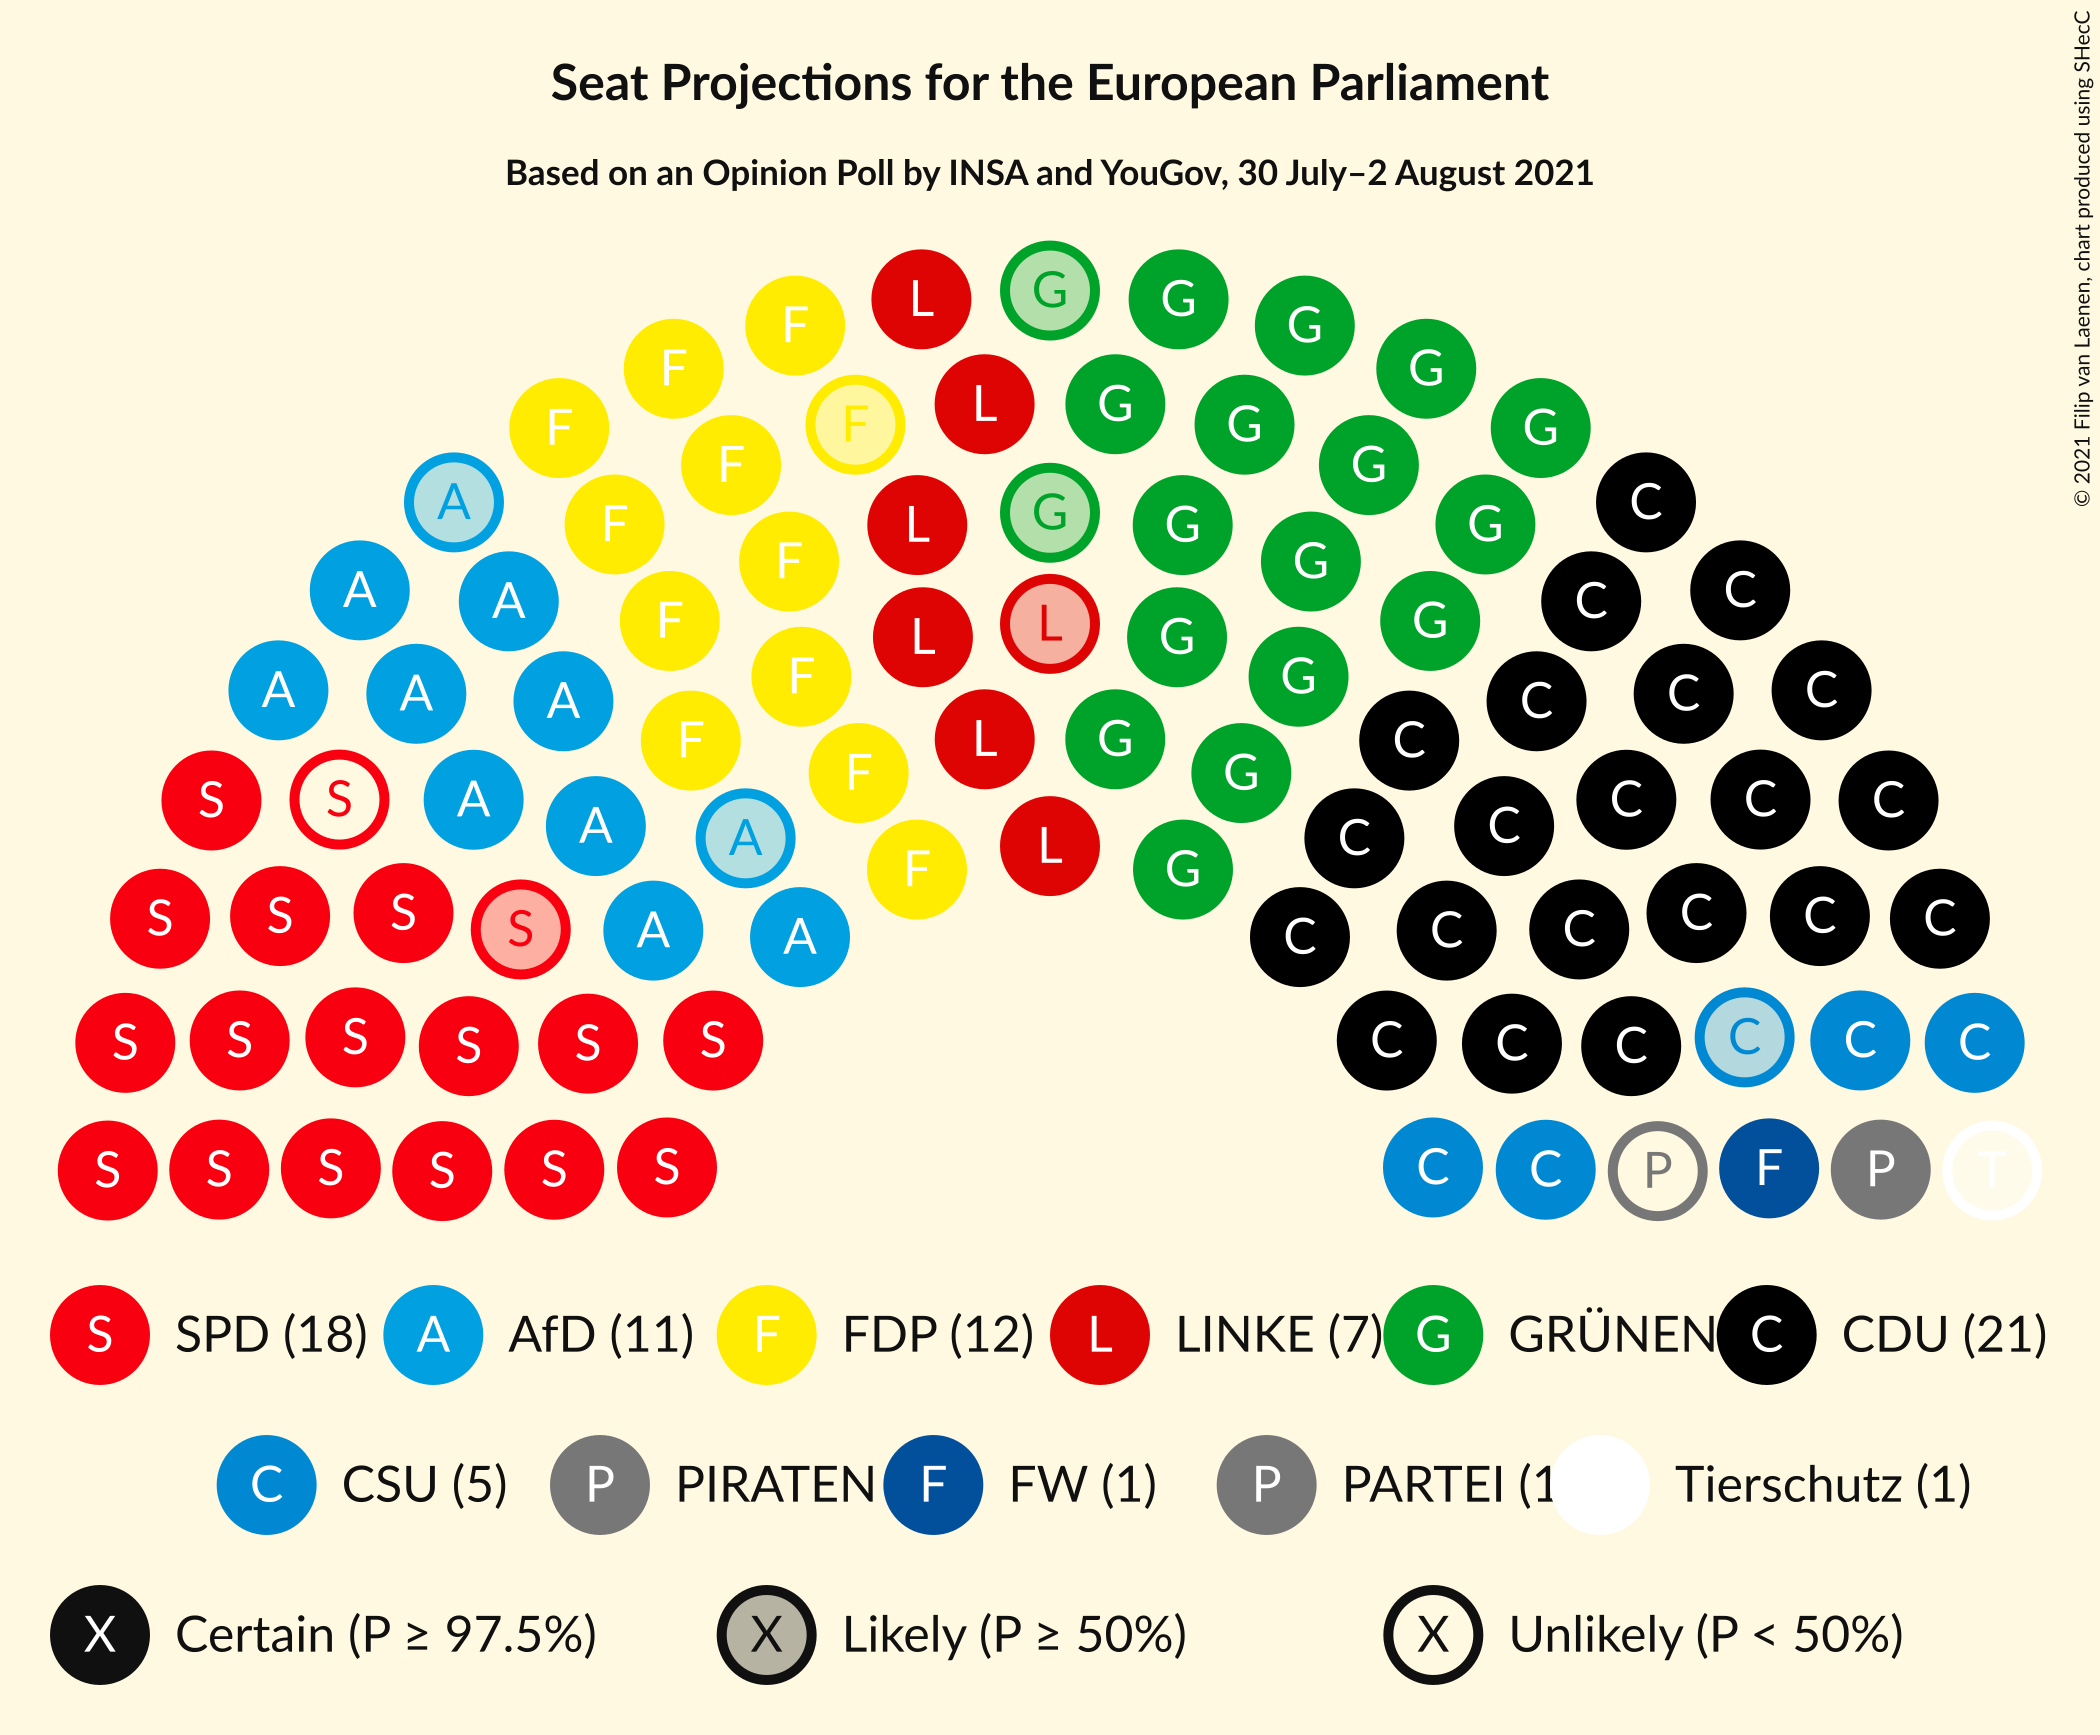 Seat Projections for the European Parliament
Based on an Opinion Poll by INSA and YouGov, 30 July–2 August 2021
© 2021 Filip van Laenen, chart produced using SHecC
F L G G G
F G
F F L G G G
F G
A F L G G G C
F G
A A F L L G G C C
A A A F G C C C
F L G C
S S A F G C C C
A A L C C
F G
S S S S A A C C C C C C
S S S S S S C C C C C C
S S S S S S C C P F P T
S SPD (18) A AfD (11) F FDP (12) L LINKE (7) G GRÜNEN C CDU (21)
C CSU (5) P PIRATEN F FW (1) P PARTEI (1 Tierschutz (1)
X Certain (P ≥ 97.5%) X Likely (P ≥ 50%) X Unlikely (P < 50%)